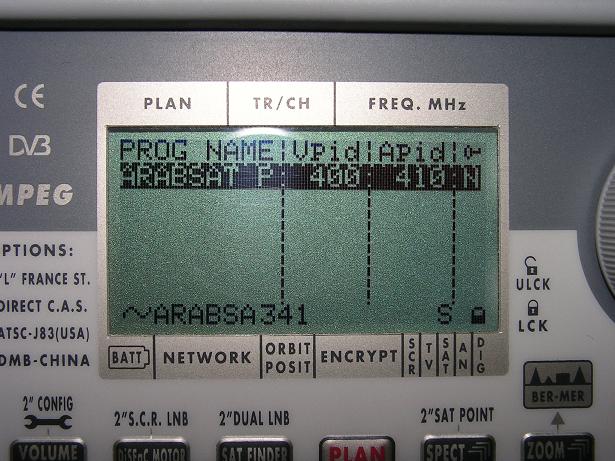 PLAN TR/CH FREQ. MHz
CE
DVB
MPEG
PROG NAME VPid APid
ARABSAT P 400 410 N
~ARABSA341 S
PTIONS:
"L" FRANCE ST.
DIRECT C.A.S.
ATSC-J83(USA)
DMB-CHINA
ULCK
LCK
BATT NETWORK ORBIT POSIT ENCRYPT SCR TV SAT AN DIG
BER-MER
2" CONFIG
2"S.C.R. LNB
2"DUAL LNB
2"SAT POINT
VOLUME
DiSEqC MOTOR
SAT FINDER
PLAN
SPECT
ZOOM